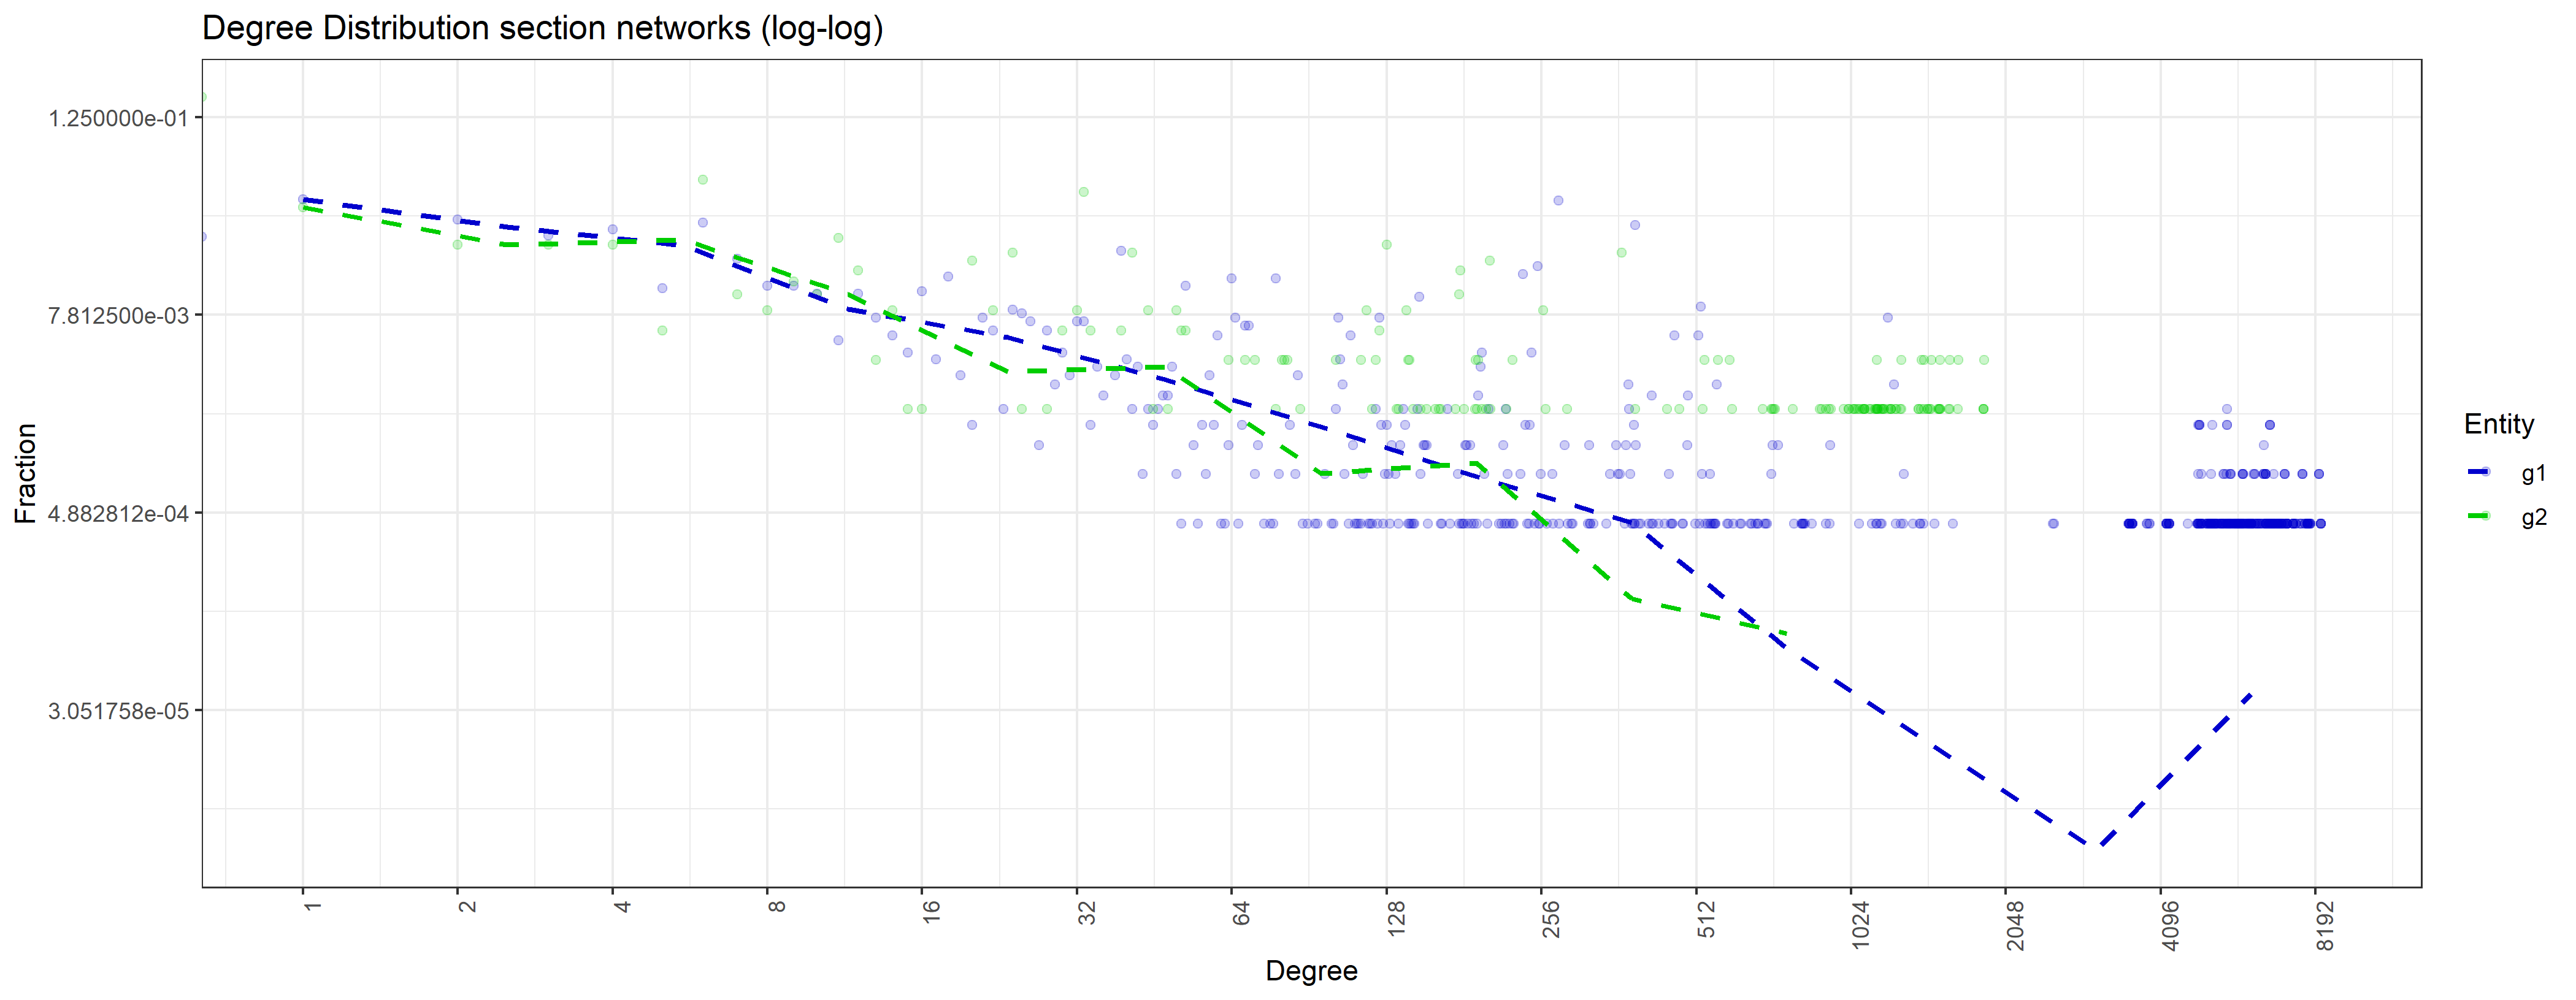 Degree Distribution section networks (log-log)
1.250000e-01
7.812500e-03
4.882812e-04
3.051758e-05
Fraction
1 2 4 8 16 32 64 128 256 512 1024 2048 4096 8192
Degree
Entity
g1
g2